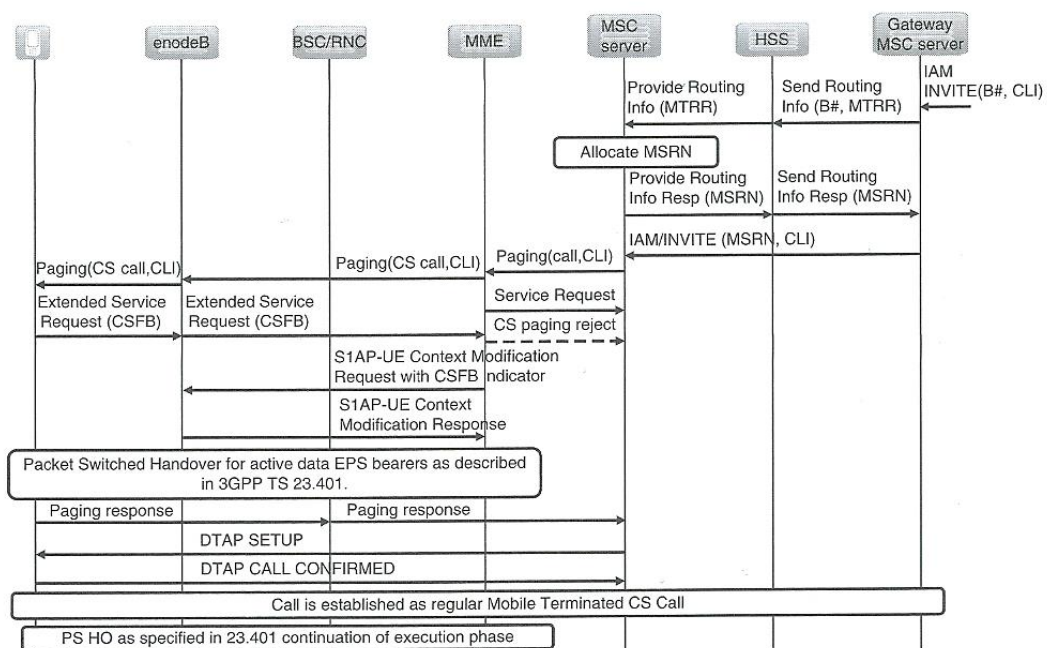 enodeB
BSC/RNC
MME
MSC
server
HSS
Gateway
MSC server
IAM
INVITE(B#, CLI)
Provide Routing
Info (MTRR)
Send Routing
Info (B#, MTRR)
Allocate MSRN
Provide Routing
Info Resp (MSRN)
Send Routing
Info Resp (MSRN)
IAM/INVITE (MSRN, CLI)
Paging(call,CLI)
Paging(CS call,CLI)
Paging(CS call,CLI)
Extended Service
Request (CSFB)
Extended Service
Request (CSFB)
Service Request
CS paging reject
S1AP-UE Context Modification
Request with CSFB indicator
S1AP-UE Context
Modification Response
Packet Switched Handover for active data EPS bearers as described
in 3GPP TS 23.401.
Paging response
Paging response
DTAP SETUP
DTAP CALL CONFIRMED
Call is established as regular Mobile Terminated CS Call
PS HO as specified in 23.401 continuation of execution phase